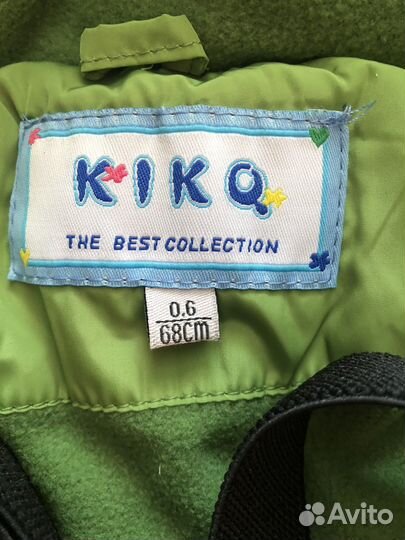 KIKO
THE BEST COLLECTION
0.6
68cm
Avito